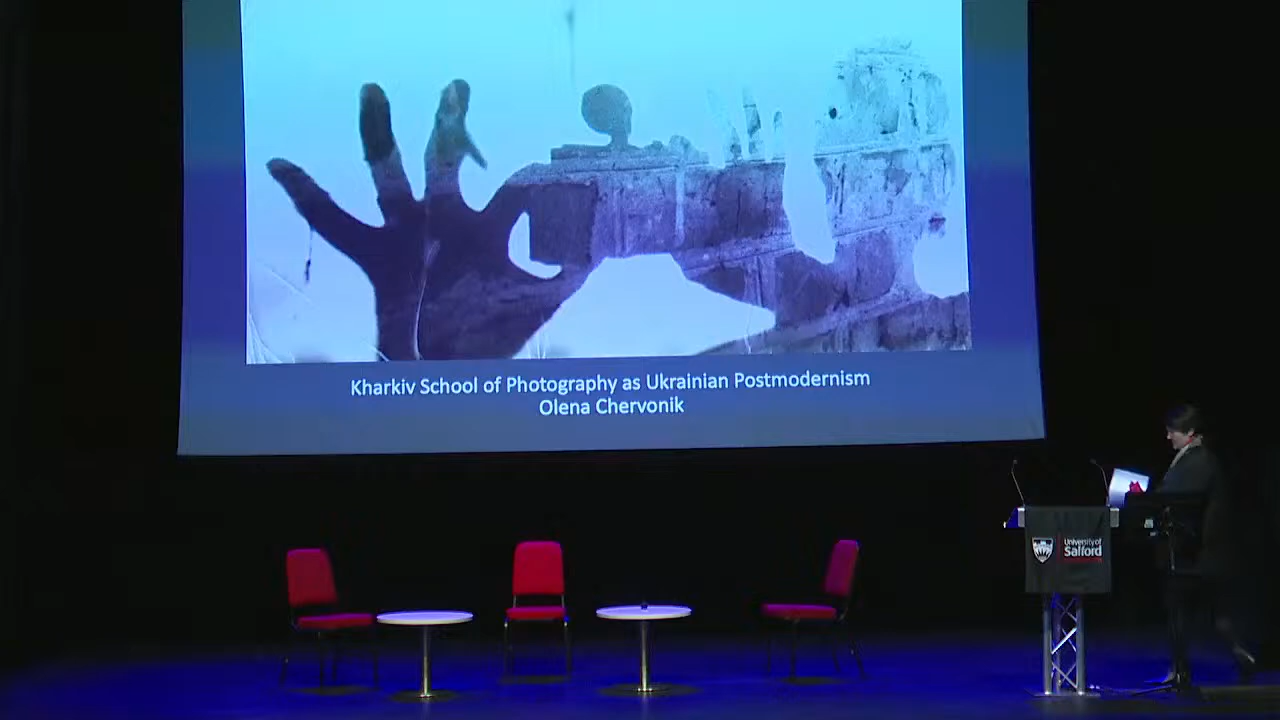 Kharkiv School of Photography as Ukrainian Postmodernism
Olena Chervonik
University of
Salford